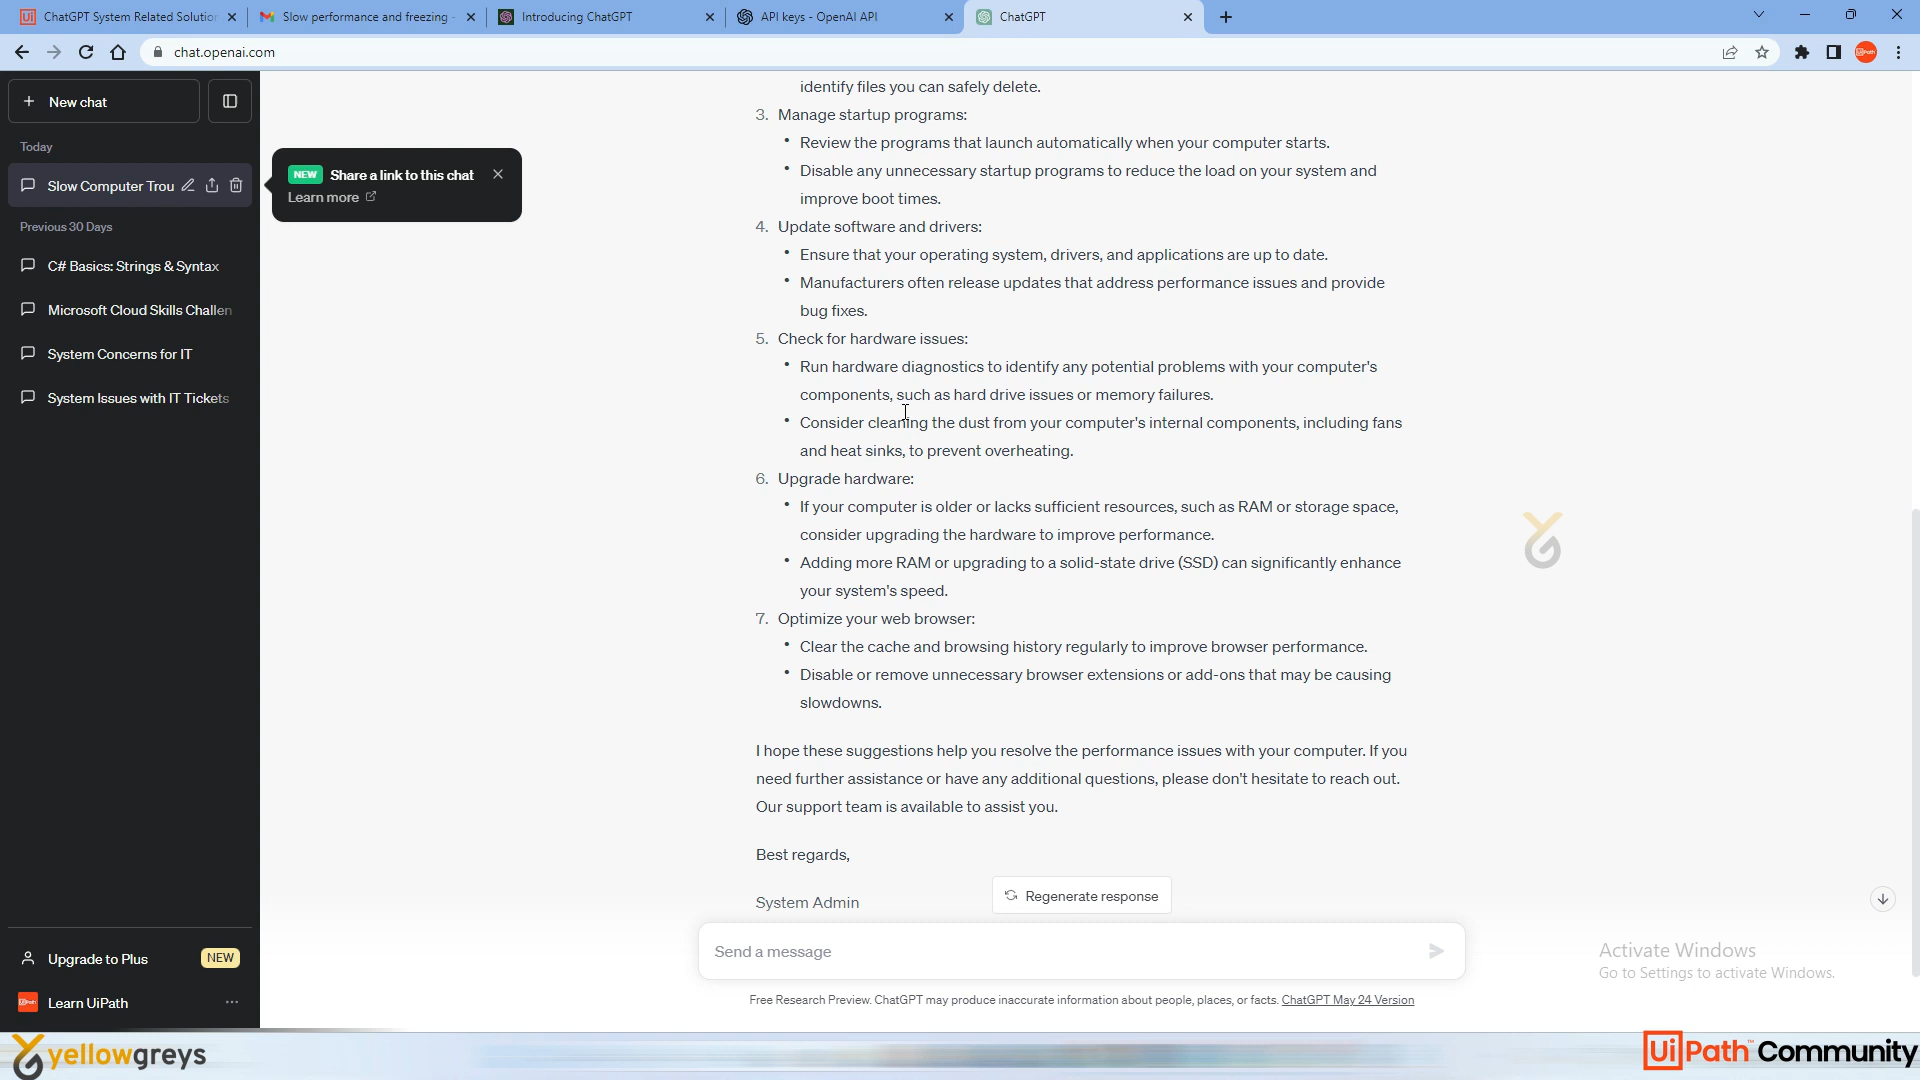 ChatGPT System Related Solution
Slow performance and freezing -
Introducing ChatGPT
API keys - OpenAI API
ChatGPT
chat.openai.com
New chat
Today
Slow Computer Trou
Previous 30 Days
C# Basics: Strings & Syntax
Microsoft Cloud Skills Challen
System Concerns for IT
System Issues with IT Tickets
NEW Share a link to this chat
Learn more
identify files you can safely delete.
3. Manage startup programs:
• Review the programs that launch automatically when your computer starts.
• Disable any unnecessary startup programs to reduce the load on your system and
improve boot times.
4. Update software and drivers:
• Ensure that your operating system, drivers, and applications are up to date.
• Manufacturers often release updates that address performance issues and provide
bug fixes.
5. Check for hardware issues:
• Run hardware diagnostics to identify any potential problems with your computer's
components, such as hard drive issues or memory failures.
• Consider cleaning the dust from your computer's internal components, including fans
and heat sinks, to prevent overheating.
6. Upgrade hardware:
• If your computer is older or lacks sufficient resources, such as RAM or storage space,
consider upgrading the hardware to improve performance.
• Adding more RAM or upgrading to a solid-state drive (SSD) can significantly enhance
your system's speed.
7. Optimize your web browser:
• Clear the cache and browsing history regularly to improve browser performance.
• Disable or remove unnecessary browser extensions or add-ons that may be causing
slowdowns.
I hope these suggestions help you resolve the performance issues with your computer. If you
need further assistance or have any additional questions, please don't hesitate to reach out.
Our support team is available to assist you.
Best regards,
System Admin
Regenerate response
Send a message
Free Research Preview. ChatGPT may produce inaccurate information about people, places, or facts. ChatGPT May 24 Version
Upgrade to Plus NEW
Learn UiPath
Activate Windows
Go to Settings to activate Windows.
yellowgreys
UiPath Community